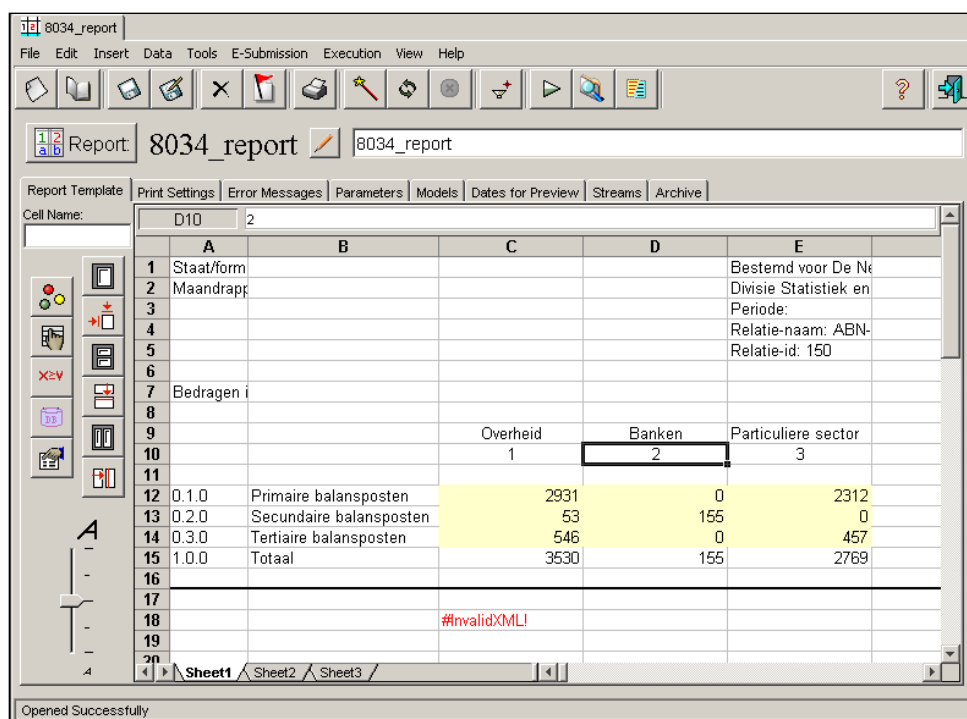 8034_report
File Edit Insert Data Tools E-Submission Execution View Help
Report: 8034_report 8034_report
Report Template Print Settings Error Messages Parameters Models Dates for Preview Streams Archive
Cell Name:
D10 2
A B C D E
1 Staat/form Bestemd voor De Ne
2 Maandrapp Divisie Statistiek en
3 Periode:
4 Relatie-naam: ABN-
5 Relatie-id: 150
6
7 Bedragen i
8
9 Overheid Banken Particuliere sector
10 1 2 3
11
12 0.1.0 Primaire balansposten 2931 0 2312
13 0.2.0 Secundaire balansposten 53 155 0
14 0.3.0 Tertiaire balansposten 546 0 457
15 1.0.0 Totaal 3530 155 2769
16
17
18 #InvalidXML!
19
20
Sheet1 Sheet2 Sheet3
Opened Successfully